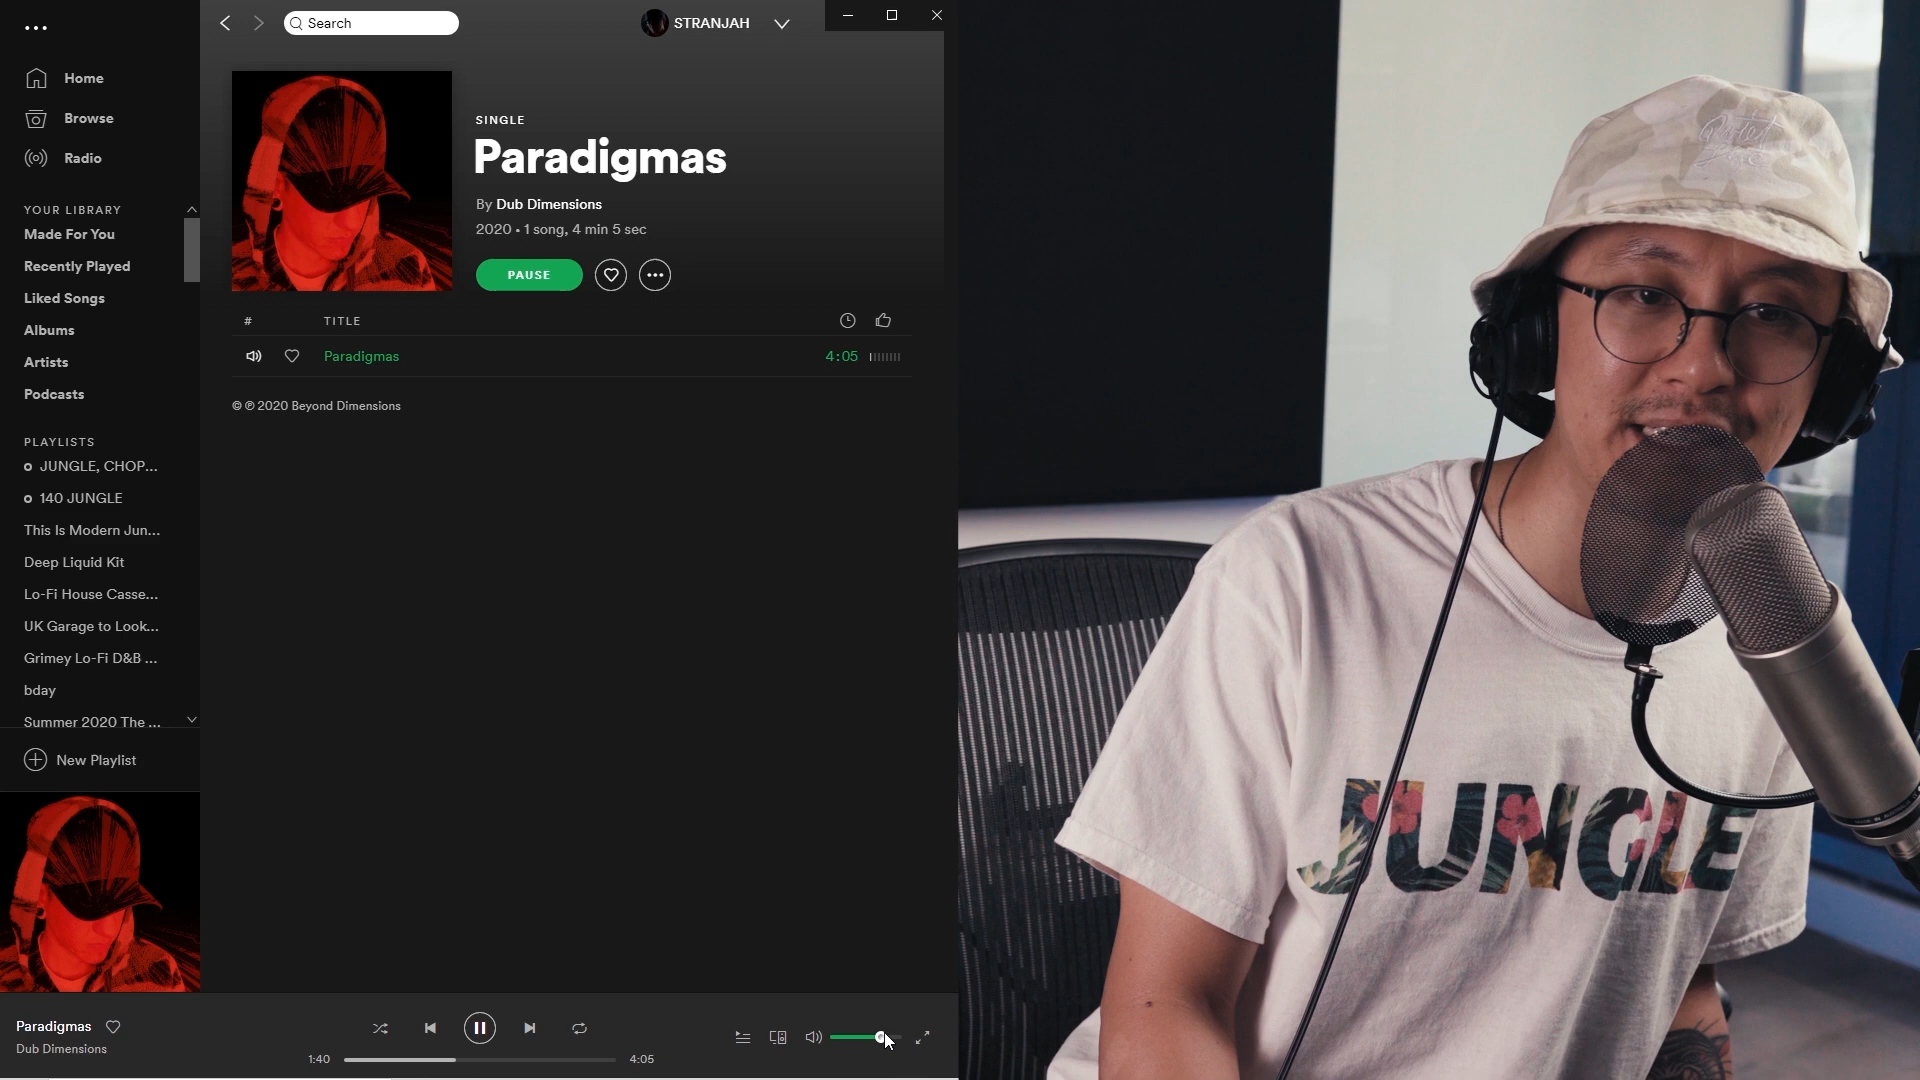 Search
STRANJAH
Home
Browse
Radio
YOUR LIBRARY
Made For You
Recently Played
Liked Songs
Albums
Artists
Podcasts
PLAYLISTS
JUNGLE, CHOP...
140 JUNGLE
This Is Modern Jun...
Deep Liquid Kit
Lo-Fi House Casse...
UK Garage to Look...
Grimey Lo-Fi D&B ...
bday
Summer 2020 The ...
New Playlist
SINGLE
Paradigmas
By Dub Dimensions
2020 • 1 song, 4 min 5 sec
PAUSE
# TITLE
Paradigmas 4:05
© ℗ 2020 Beyond Dimensions
Paradigmas
Dub Dimensions
1:40 4:05
JUNGLE